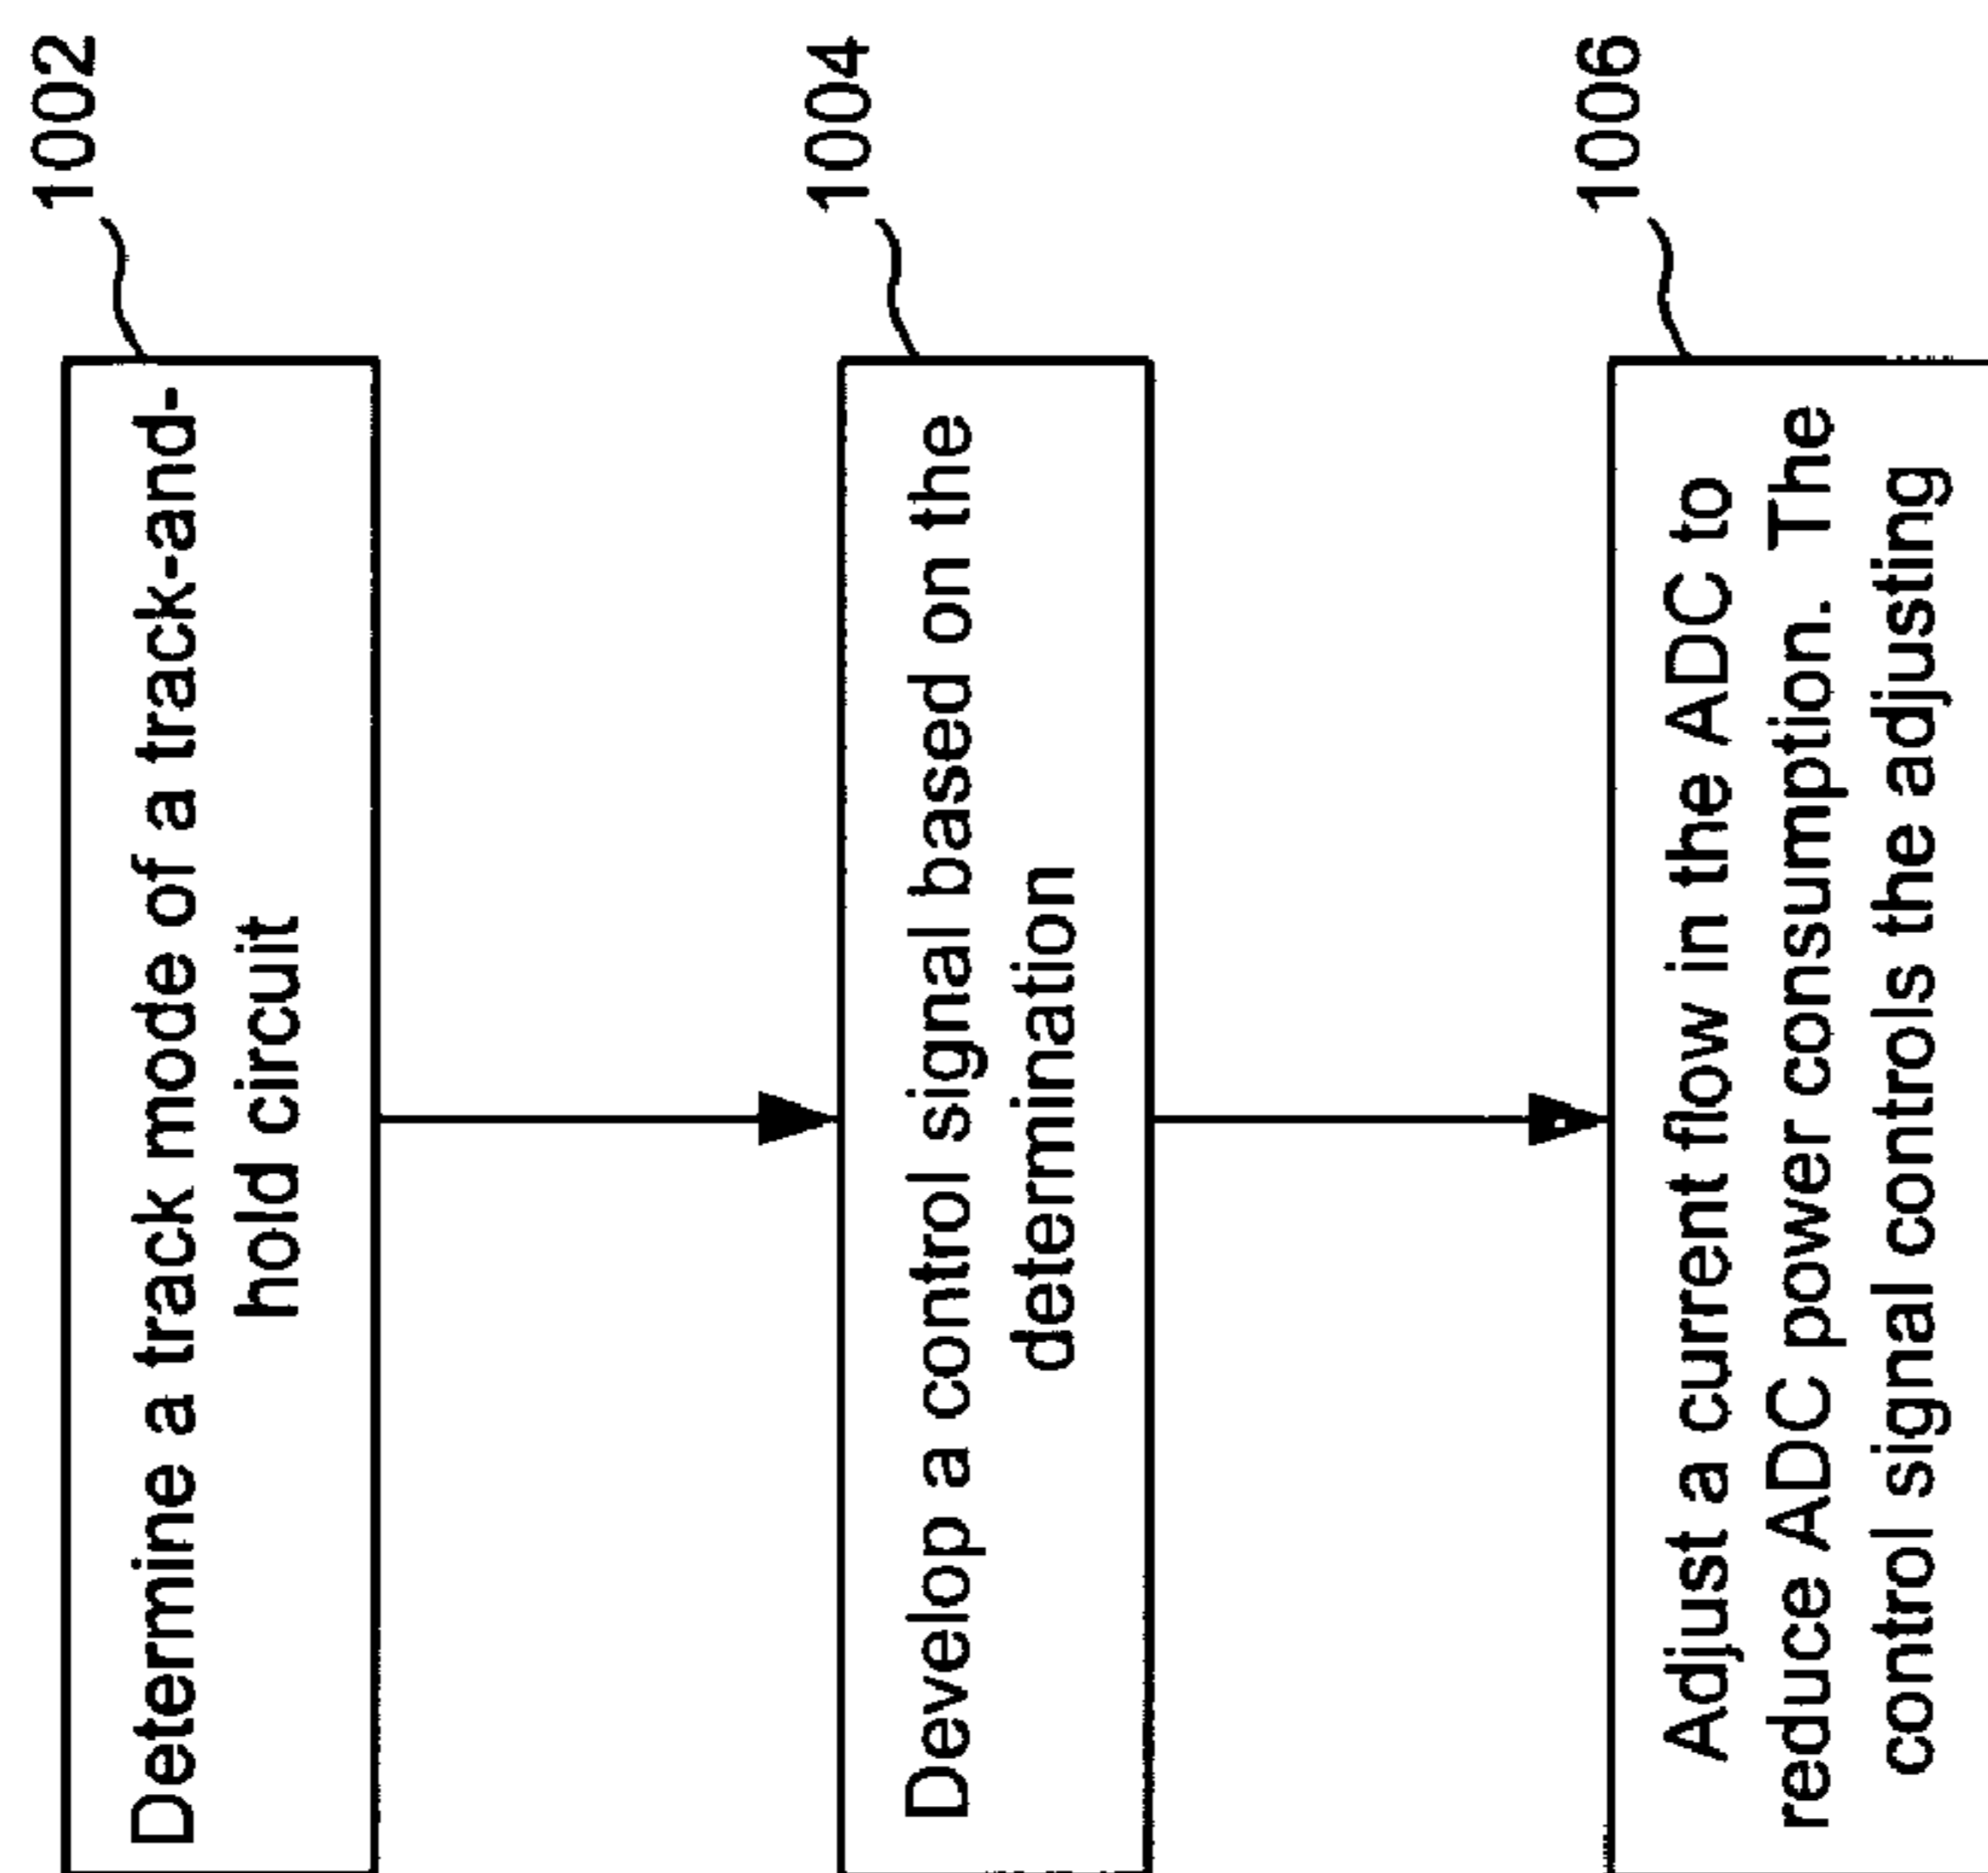 1002
Determine a track mode of a track-and-
hold circuit
1004
Develop a control signal based on the
determination
1006
Adjust a current flow in the ADC to
reduce ADC power consumption. The
control signal controls the adjusting